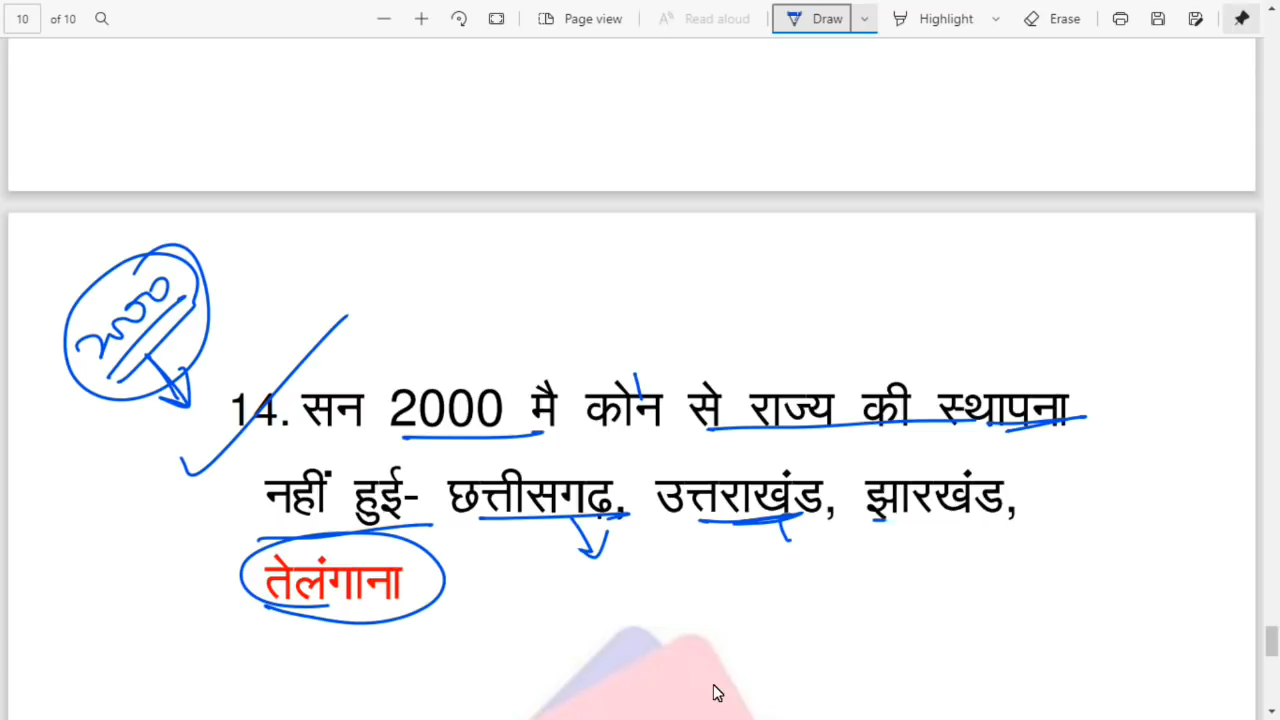 10 of 10 Page view Read aloud Draw Highlight Erase
2000
14. सन 2000 मै कोन से राज्य की स्थापना
नहीं हुई- छत्तीसगढ़, उत्तराखंड, झारखंड,
तेलंगाना